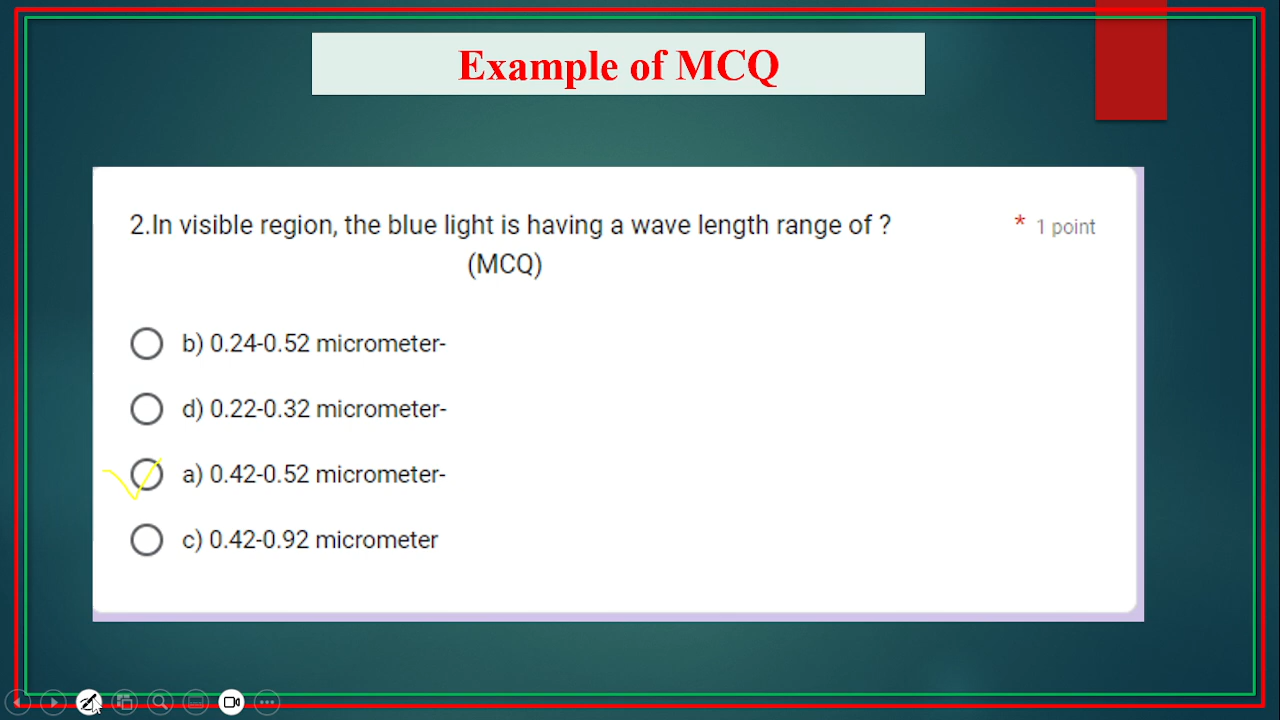 Example of MCQ
2.In visible region, the blue light is having a wave length range of ?
* 1 point
(MCQ)
b) 0.24-0.52 micrometer-
d) 0.22-0.32 micrometer-
a) 0.42-0.52 micrometer-
c) 0.42-0.92 micrometer